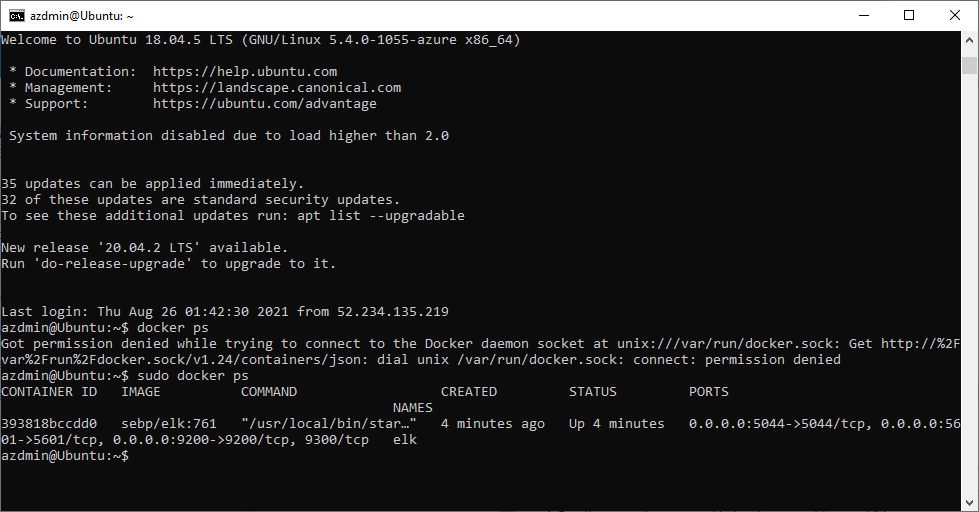 azdmin@Ubuntu: ~
Welcome to Ubuntu 18.04.5 LTS (GNU/Linux 5.4.0-1055-azure x86_64)
* Documentation:  https://help.ubuntu.com
* Management:     https://landscape.canonical.com
* Support:        https://ubuntu.com/advantage
System information disabled due to load higher than 2.0
35 updates can be applied immediately.
32 of these updates are standard security updates.
To see these additional updates run: apt list --upgradable
New release '20.04.2 LTS' available.
Run 'do-release-upgrade' to upgrade to it.
Last login: Thu Aug 26 01:42:30 2021 from 52.234.135.219
azdmin@Ubuntu:~$ docker ps
Got permission denied while trying to connect to the Docker daemon socket at unix:///var/run/docker.sock: Get http://%2F
var%2Frun%2Fdocker.sock/v1.24/containers/json: dial unix /var/run/docker.sock: connect: permission denied
azdmin@Ubuntu:~$ sudo docker ps
CONTAINER ID   IMAGE          COMMAND                  CREATED         STATUS         PORTS
NAMES
393818bccdd0   sebp/elk:761   "/usr/local/bin/star…"   4 minutes ago   Up 4 minutes   0.0.0.0:5044->5044/tcp, 0.0.0.0:56
01->5601/tcp, 0.0.0.0:9200->9200/tcp, 9300/tcp   elk
azdmin@Ubuntu:~$